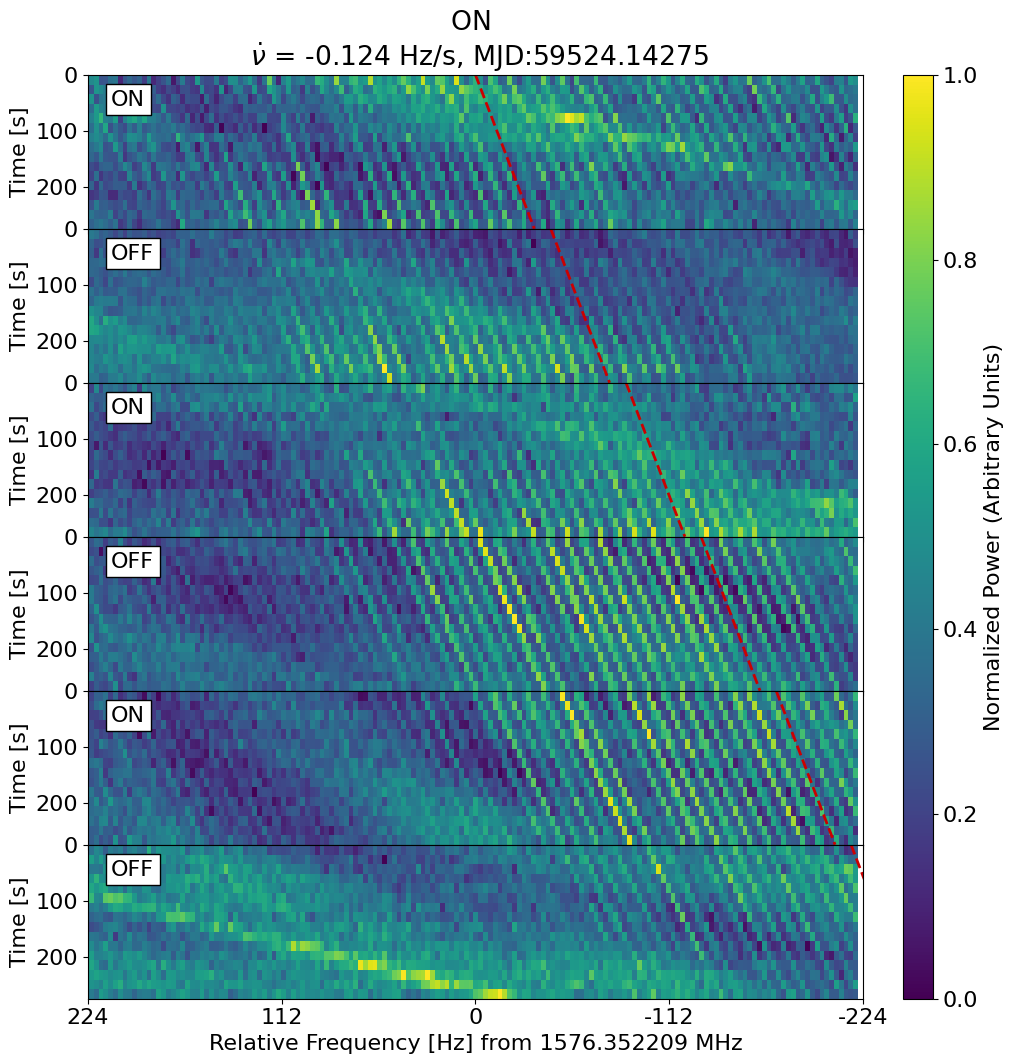 ON
ν̇ = -0.124 Hz/s, MJD:59524.14275
0
ON
100
200
Time [s]
0
OFF
100
200
Time [s]
0
ON
100
200
Time [s]
0
OFF
100
200
Time [s]
0
ON
100
200
Time [s]
0
OFF
100
200
Time [s]
224 112 0 -112 -224
Relative Frequency [Hz] from 1576.352209 MHz
1.0
0.8
0.6
0.4
0.2
0.0
Normalized Power (Arbitrary Units)